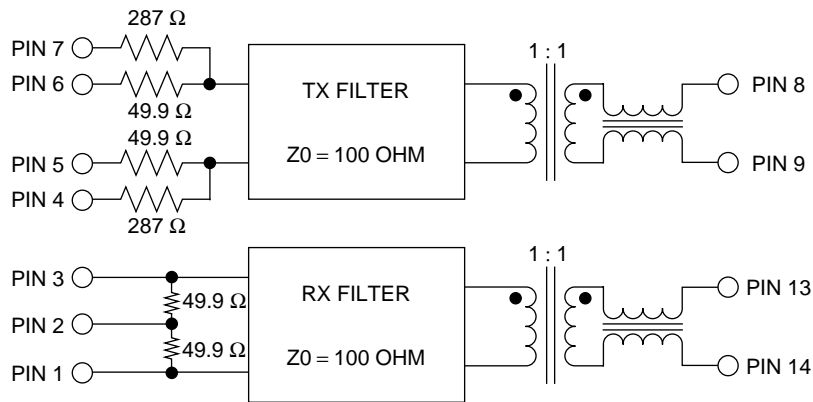 287 Ω
PIN 7
PIN 6
49.9 Ω
49.9 Ω
PIN 5
PIN 4
287 Ω
TX FILTER
Z0 = 100 OHM
1 : 1
PIN 8
PIN 9
PIN 3
49.9 Ω
PIN 2
49.9 Ω
PIN 1
RX FILTER
Z0 = 100 OHM
1 : 1
PIN 13
PIN 14